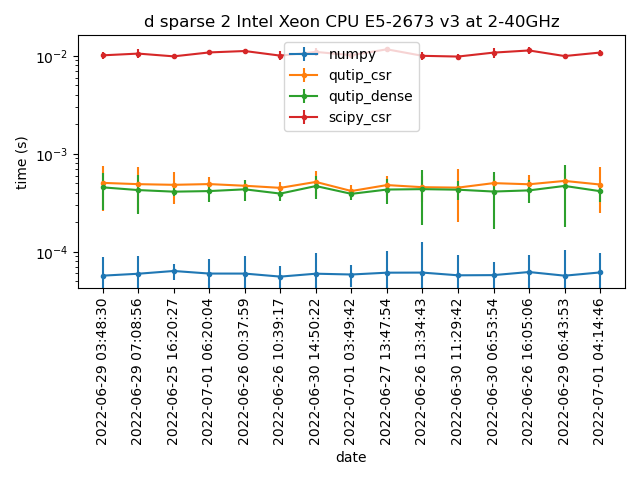 d sparse 2 Intel Xeon CPU E5-2673 v3 at 2-40GHz
time (s)
10⁻²
10⁻³
10⁻⁴
numpy
qutip_csr
qutip_dense
scipy_csr
2022-06-29 03:48:30
2022-06-29 07:08:56
2022-06-25 16:20:27
2022-07-01 06:20:04
2022-06-26 00:37:59
2022-06-26 10:39:17
2022-06-30 14:50:22
2022-07-01 03:49:42
2022-06-27 13:47:54
2022-06-26 13:34:43
2022-06-30 11:29:42
2022-06-30 06:53:54
2022-06-26 16:05:06
2022-06-29 06:43:53
2022-07-01 04:14:46
date